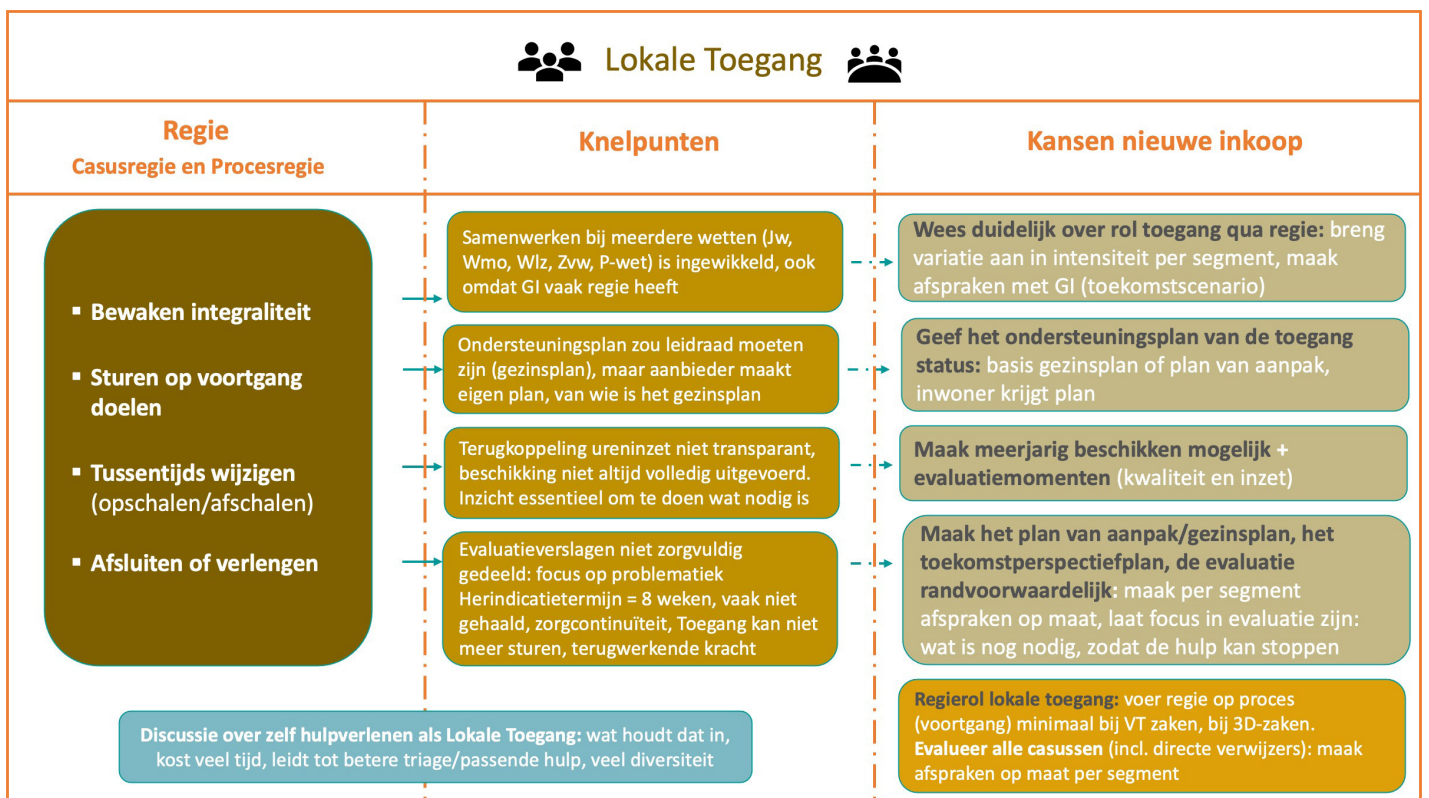 Lokale Toegang
Regie
Casusregie en Procesregie
Knelpunten
Kansen nieuwe inkoop
▪ Bewaken integraliteit
▪ Sturen op voortgang
doelen
▪ Tussentijds wijzigen
(opschalen/afschalen)
▪ Afsluiten of verlengen
Samenwerken bij meerdere wetten (Jw,
Wmo, Wlz, Zvw, P-wet) is ingewikkeld, ook
omdat GI vaak regie heeft
Ondersteuningsplan zou leidraad moeten
zijn (gezinsplan), maar aanbieder maakt
eigen plan, van wie is het gezinsplan
Terugkoppeling ureninzet niet transparant,
beschikking niet altijd volledig uitgevoerd.
Inzicht essentieel om te doen wat nodig is
Evaluatieverslagen niet zorgvuldig
gedeeld: focus op problematiek
Herindicatietermijn = 8 weken, vaak niet
gehaald, zorgcontinuïteit, Toegang kan niet
meer sturen, terugwerkende kracht
Wees duidelijk over rol toegang qua regie: breng
variatie aan in intensiteit per segment, maak
afspraken met GI (toekomstscenario)
Geef het ondersteuningsplan van de toegang
status: basis gezinsplan of plan van aanpak,
inwoner krijgt plan
Maak meerjarig beschikken mogelijk +
evaluatiemomenten (kwaliteit en inzet)
Maak het plan van aanpak/gezinsplan, het
toekomstperspectiefplan, de evaluatie
randvoorwaardelijk: maak per segment
afspraken op maat, laat focus in evaluatie zijn:
wat is nog nodig, zodat de hulp kan stoppen
Regierol lokale toegang: voer regie op proces
(voortgang) minimaal bij VT zaken, bij 3D-zaken.
Evalueer alle casussen (incl. directe verwijzers): maak
afspraken op maat per segment
Discussie over zelf hulpverlenen als Lokale Toegang: wat houdt dat in,
kost veel tijd, leidt tot betere triage/passende hulp, veel diversiteit